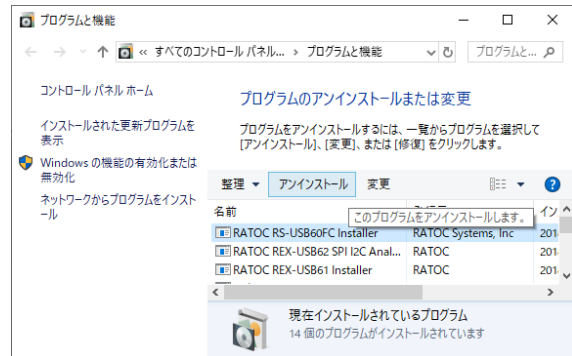 プログラムと機能
« すべてのコントロール パネル... › プログラムと機能
プログラムと...
コントロール パネル ホーム
インストールされた更新プログラムを
表示
Windows の機能の有効化または
無効化
ネットワークからプログラムをインスト
ール
プログラムのアンインストールまたは変更
プログラムをアンインストールするには、一覧からプログラムを選択して
[アンインストール]、[変更]、または [修復] をクリックします。
整理 アンインストール 変更
名前
イン
このプログラムをアンインストールします。
RATOC RS-USB60FC Installer RATOC Systems, Inc 201
RATOC REX-USB62 SPI I2C Anal... RATOC 201
RATOC REX-USB61 Installer RATOC 201
現在インストールされているプログラム
14 個のプログラムがインストールされています